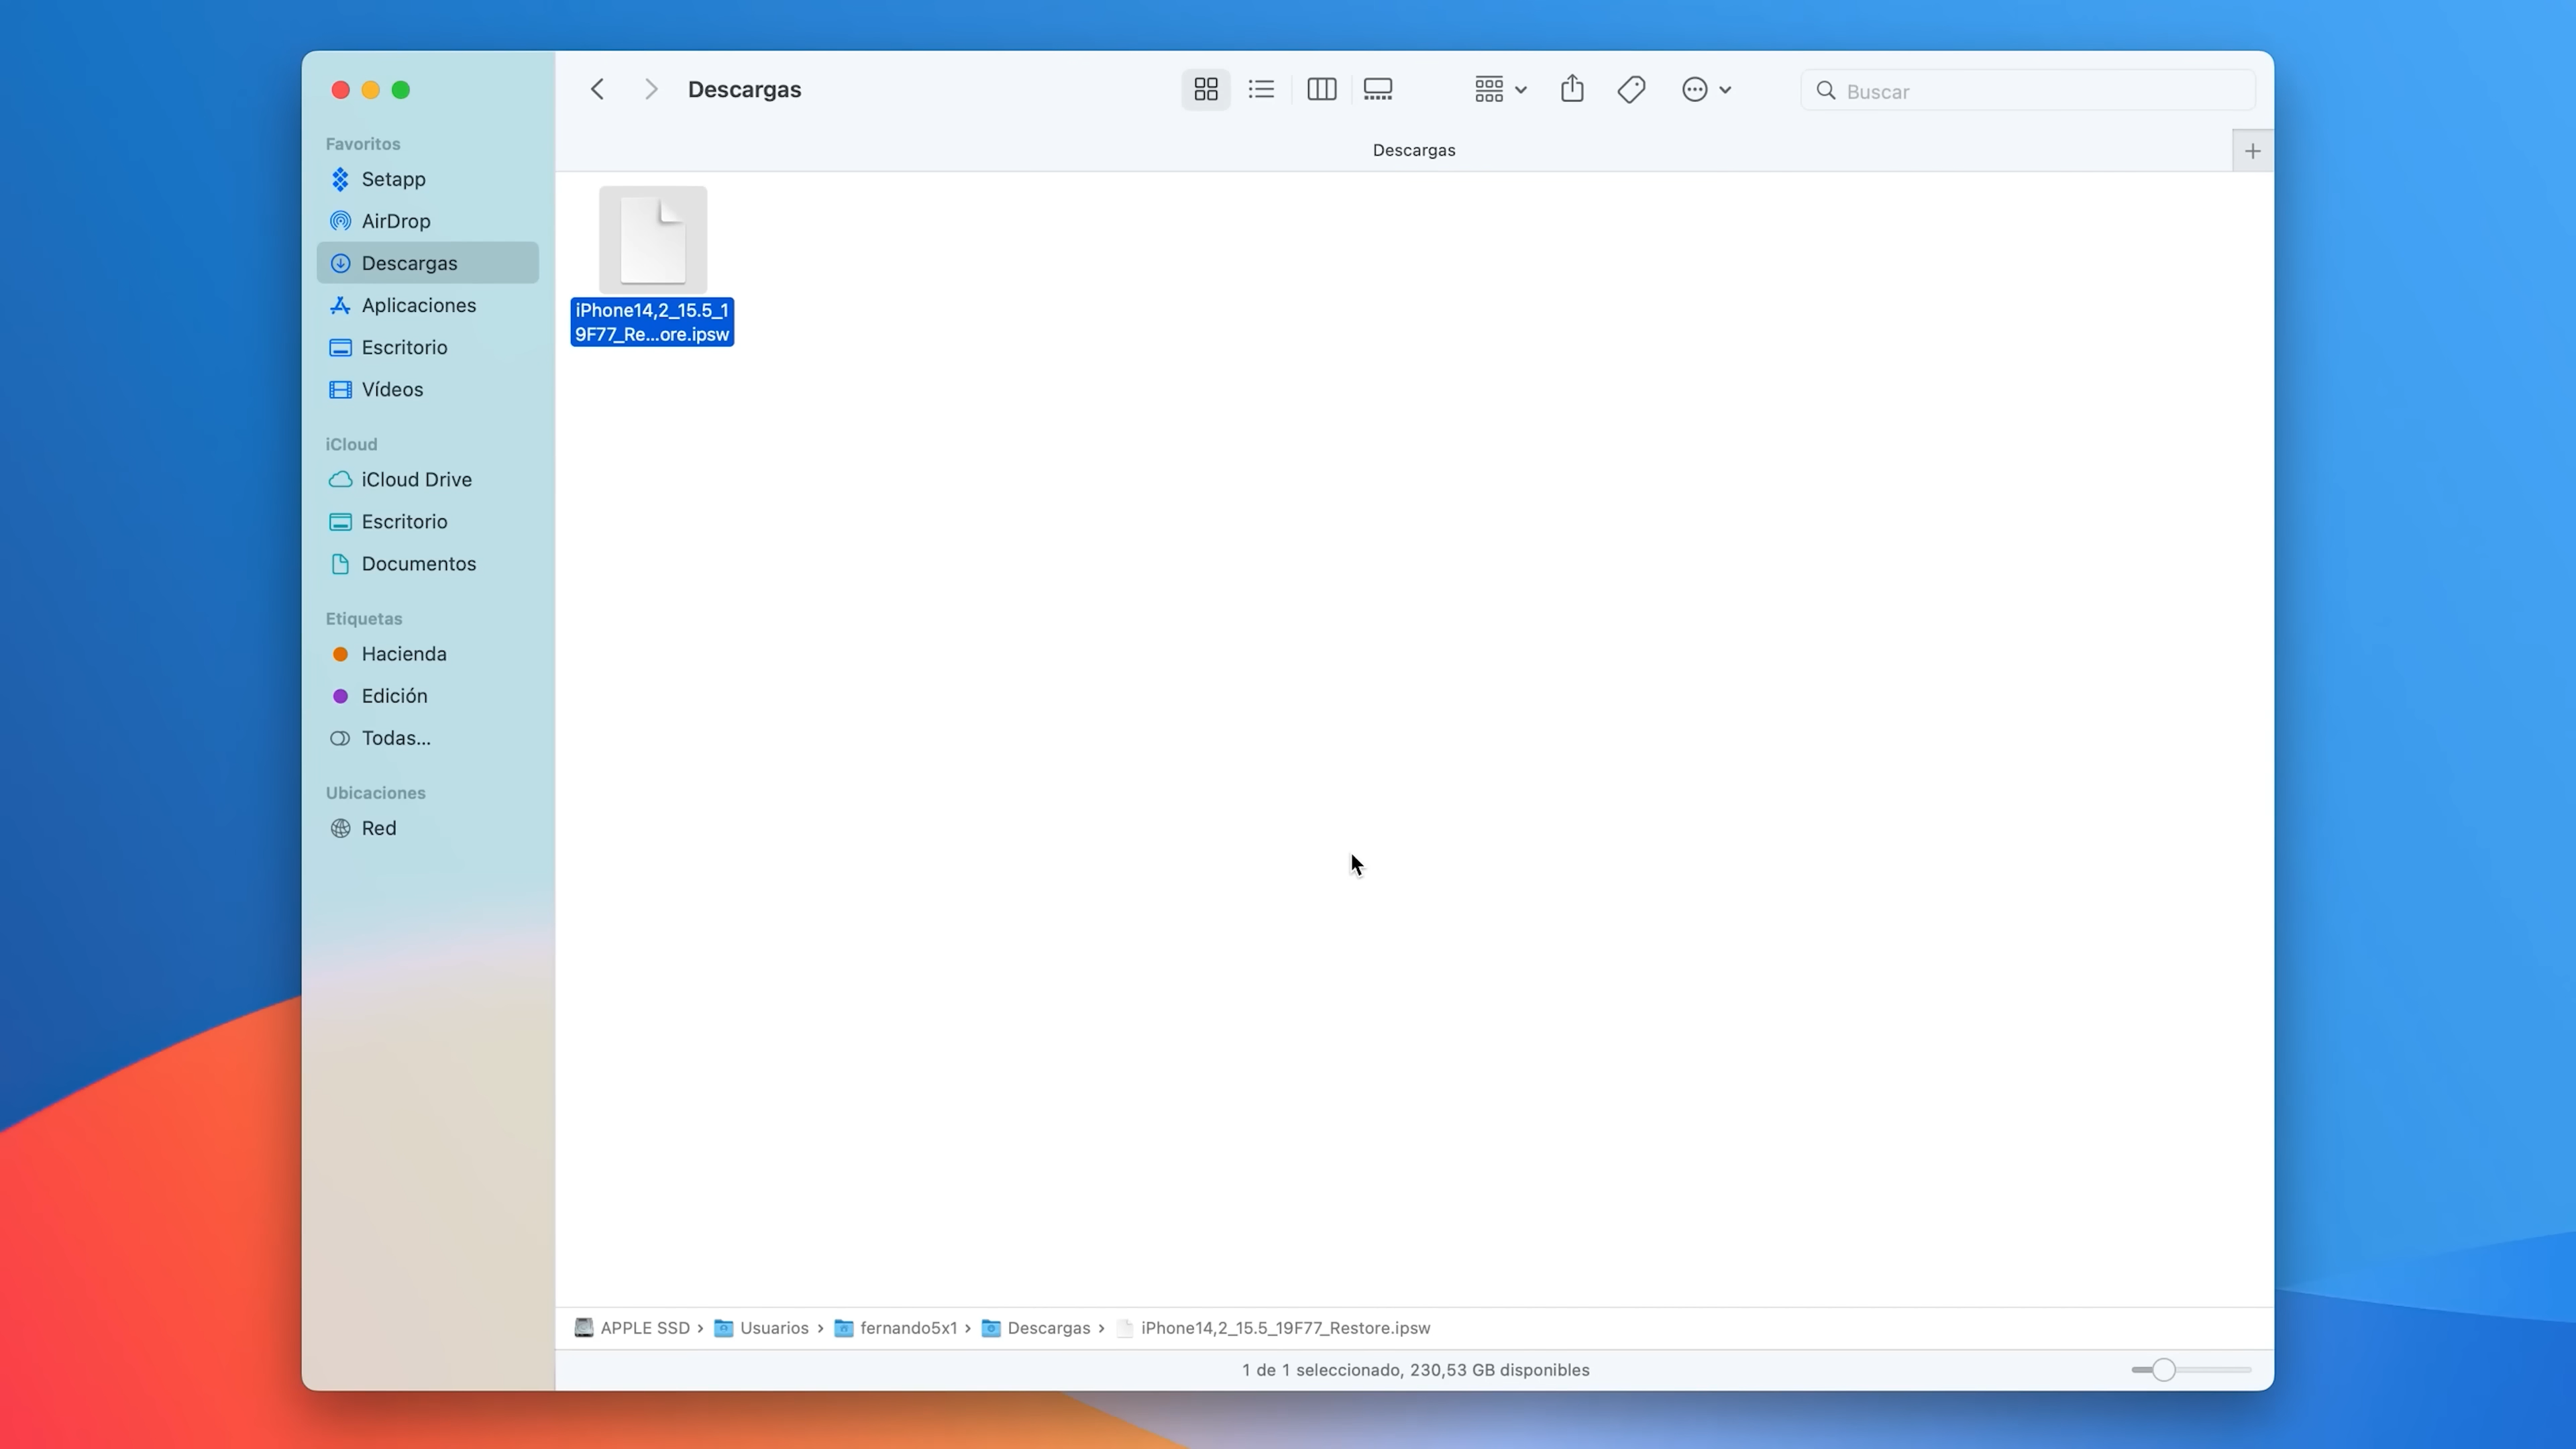 Descargas
Buscar
Descargas
Favoritos
Setapp
AirDrop
Descargas
Aplicaciones
Escritorio
Vídeos
iCloud
iCloud Drive
Escritorio
Documentos
Etiquetas
Hacienda
Edición
Todas...
Ubicaciones
Red
iPhone14,2_15.5_1
9F77_Re...ore.ipsw
APPLE SSD › Usuarios › fernando5x1 › Descargas › iPhone14,2_15.5_19F77_Restore.ipsw
1 de 1 seleccionado, 230,53 GB disponibles